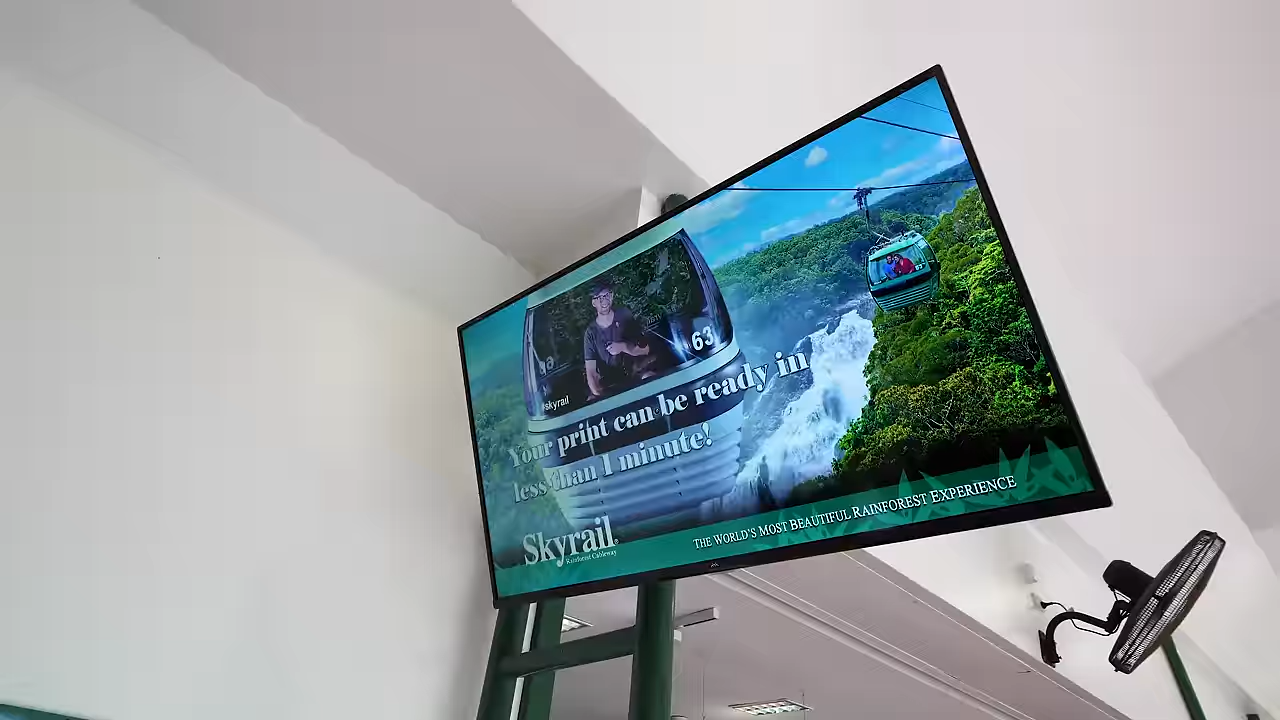 63
#skyrail
Your print can be ready in
less than 1 minute!
Skyrail®
Rainforest Cableway
THE WORLD'S MOST BEAUTIFUL RAINFOREST EXPERIENCE